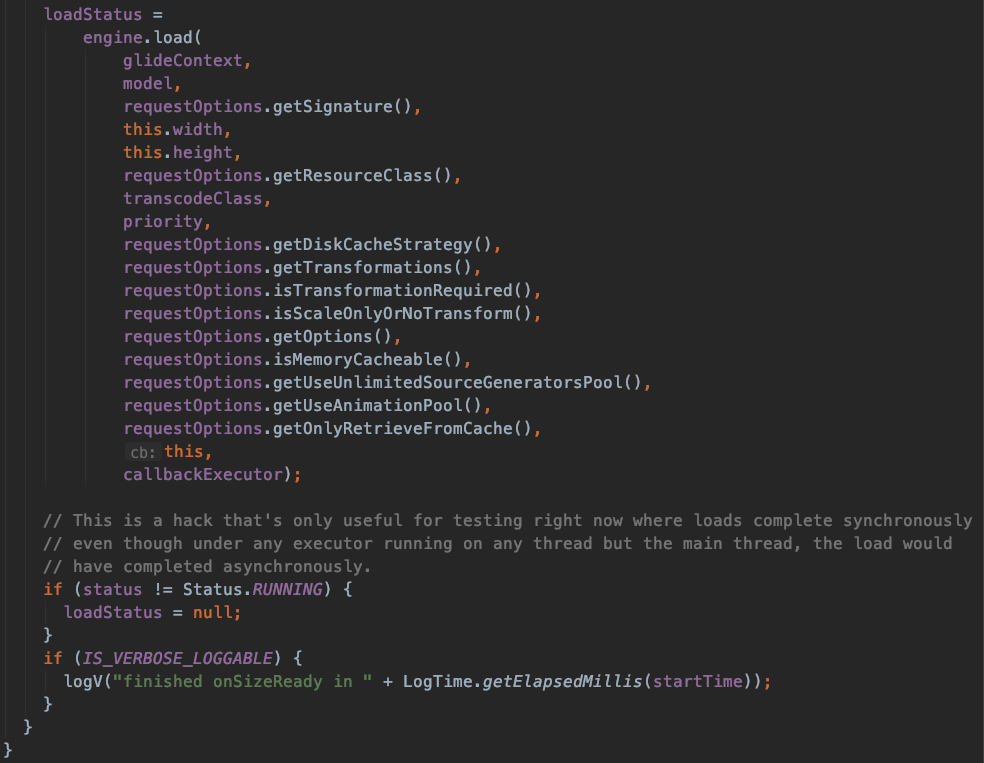 loadStatus =
engine.load(
glideContext,
model,
requestOptions.getSignature(),
this.width,
this.height,
requestOptions.getResourceClass(),
transcodeClass,
priority,
requestOptions.getDiskCacheStrategy(),
requestOptions.getTransformations(),
requestOptions.isTransformationRequired(),
requestOptions.isScaleOnlyOrNoTransform(),
requestOptions.getOptions(),
requestOptions.isMemoryCacheable(),
requestOptions.getUseUnlimitedSourceGeneratorsPool(),
requestOptions.getUseAnimationPool(),
requestOptions.getOnlyRetrieveFromCache(),
cb: this,
callbackExecutor);
// This is a hack that's only useful for testing right now where loads complete synchronously
// even though under any executor running on any thread but the main thread, the load would
// have completed asynchronously.
if (status != Status.RUNNING) {
loadStatus = null;
}
if (IS_VERBOSE_LOGGABLE) {
logV("finished onSizeReady in " + LogTime.getElapsedMillis(startTime));
}
}
}